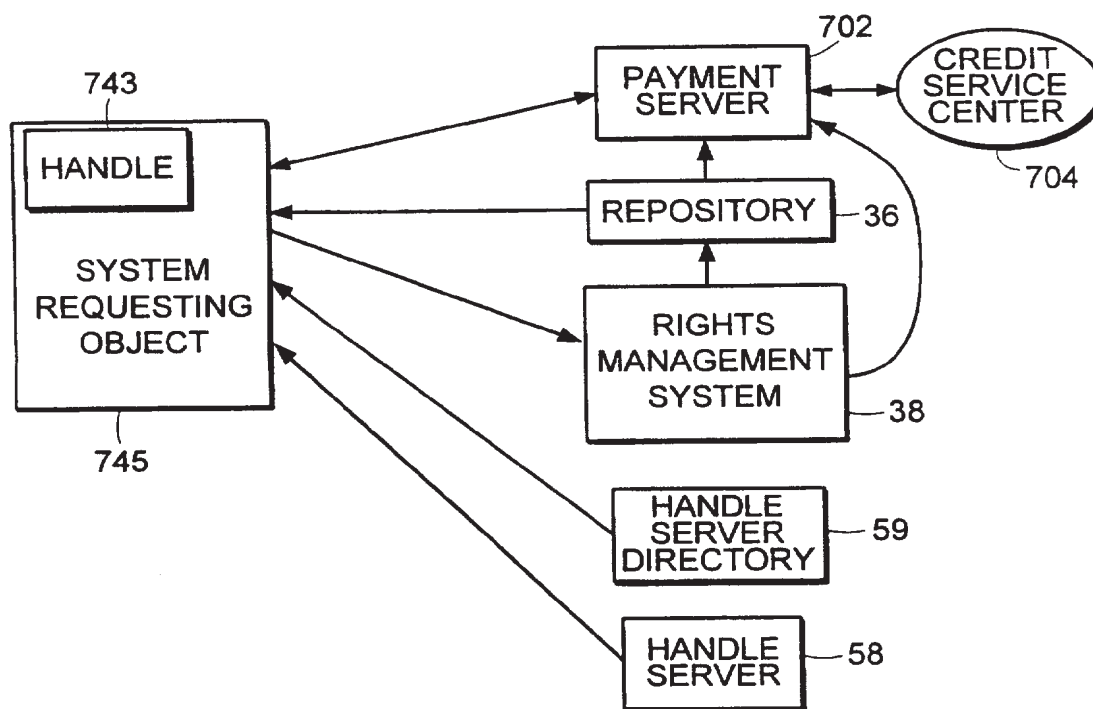 702
PAYMENT
SERVER
CREDIT
SERVICE
CENTER
704
743
HANDLE
SYSTEM
REQUESTING
OBJECT
745
REPOSITORY
36
RIGHTS
MANAGEMENT
SYSTEM
38
HANDLE
SERVER
DIRECTORY
59
HANDLE
SERVER
58